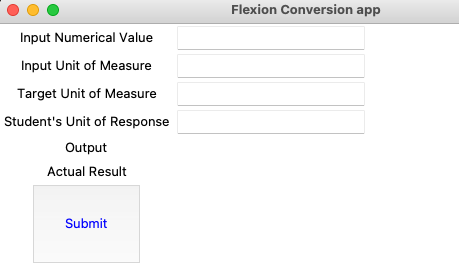 Flexion Conversion app
Input Numerical Value
Input Unit of Measure
Target Unit of Measure
Student's Unit of Response
Output
Actual Result
Submit